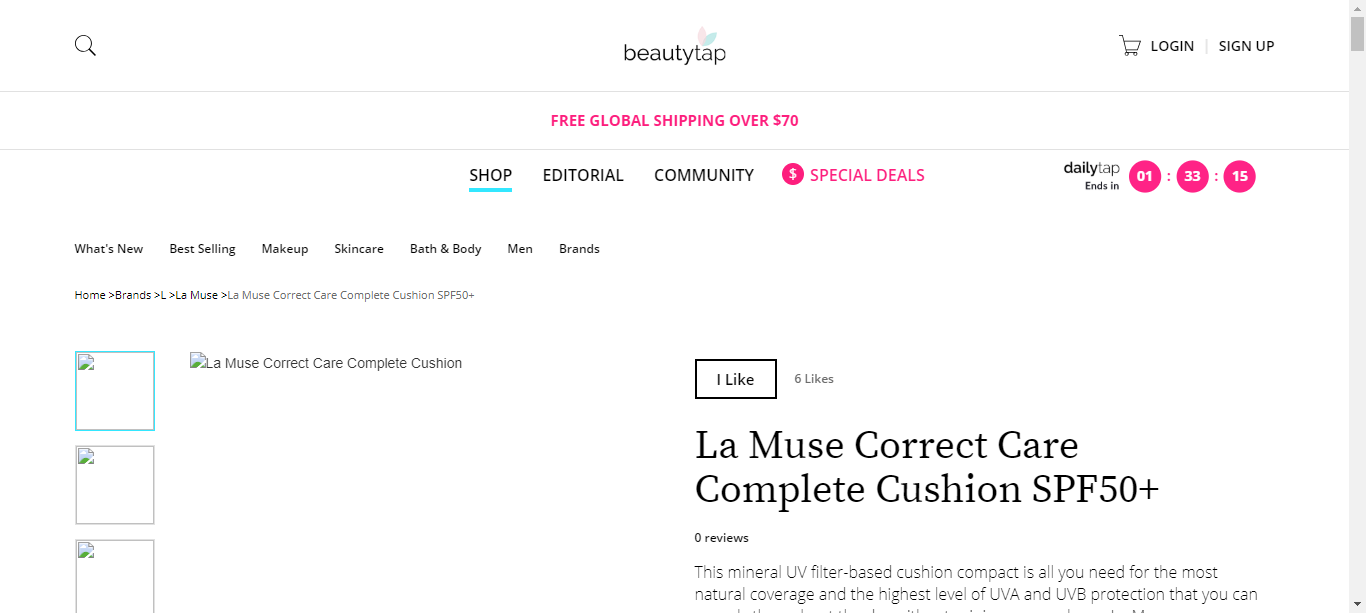 beautytap
LOGIN | SIGN UP
FREE GLOBAL SHIPPING OVER $70
SHOP EDITORIAL COMMUNITY $ SPECIAL DEALS
dailytap
Ends in
01 : 33 : 15
What's New Best Selling Makeup Skincare Bath & Body Men Brands
Home >Brands >L >La Muse >La Muse Correct Care Complete Cushion SPF50+
La Muse Correct Care Complete Cushion
I Like 6 Likes
La Muse Correct Care
Complete Cushion SPF50+
0 reviews
This mineral UV filter-based cushion compact is all you need for the most
natural coverage and the highest level of UVA and UVB protection that you can